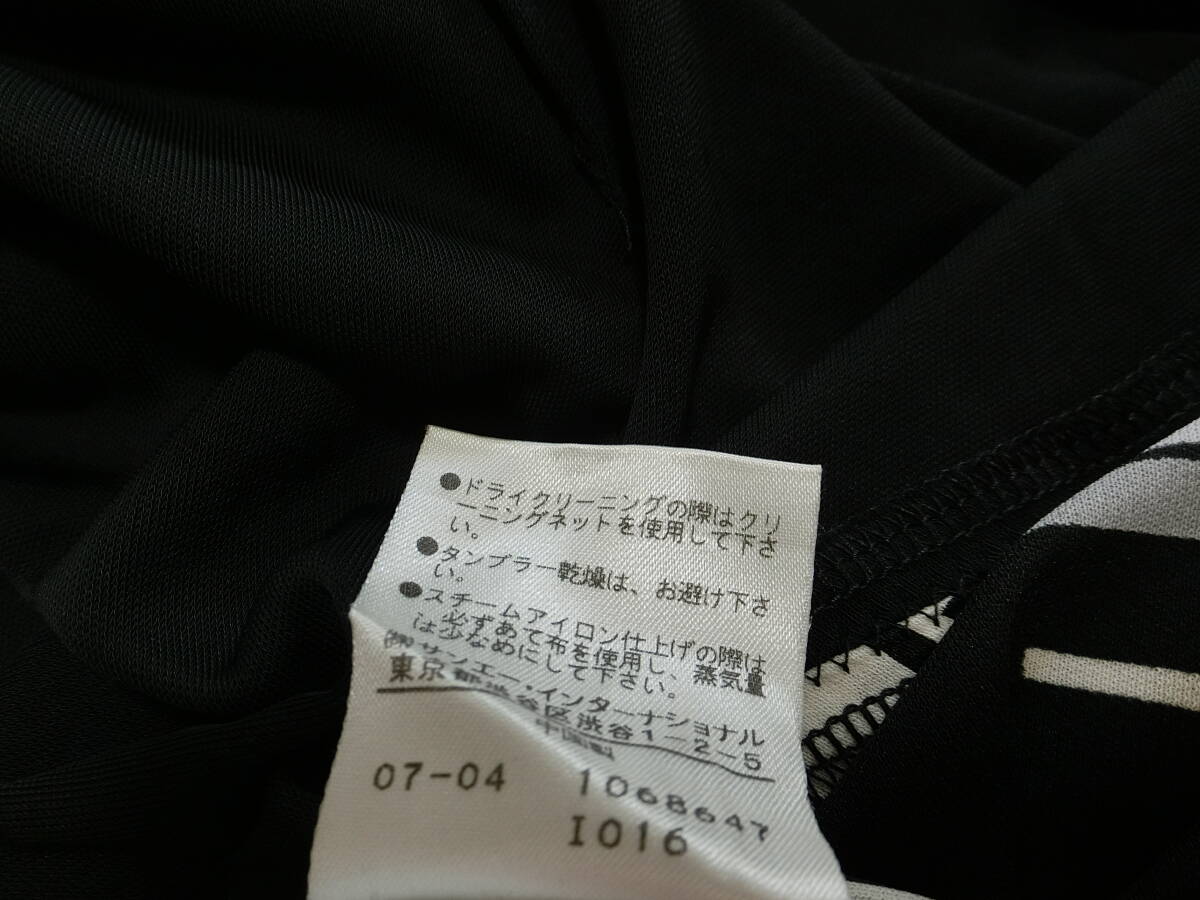 ●ドライクリーニングの際はクリ
ーニングネットを使用して下さ
い。
●タンブラー乾燥は、お避け下さ
い。
●スチームアイロン仕上げの際は
必ずあて布を使用し、蒸気量
は少なめにして下さい。
㈱サンエー・インターナショナル
東京都渋谷区渋谷1-2-5
中国製
07-04 1068647
I016